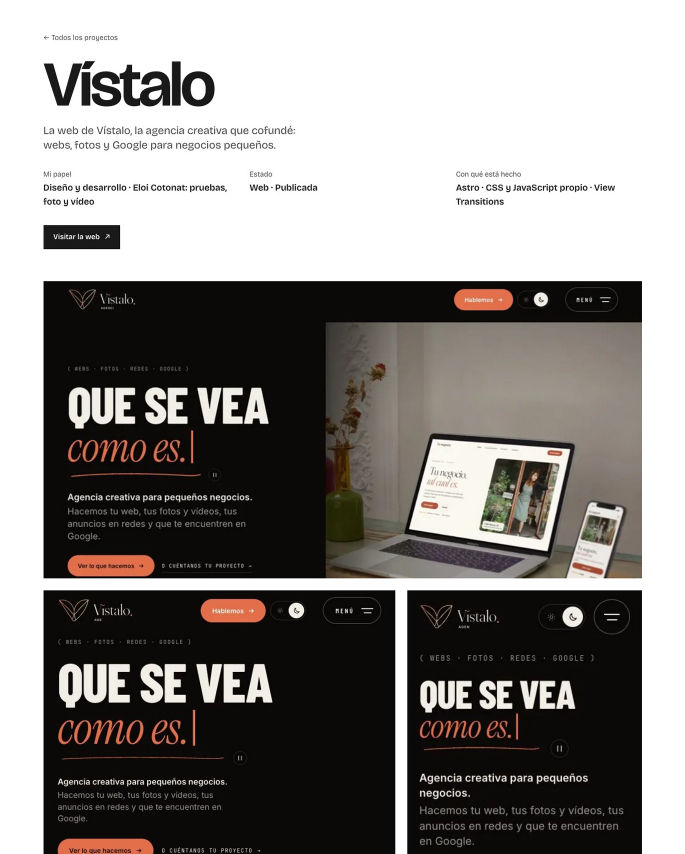 ← Todos los proyectos
Vístalo
La web de Vístalo, la agencia creativa que cofundé:
webs, fotos y Google para negocios pequeños.
Mi papel
Diseño y desarrollo · Eloi Cotonat: pruebas,
foto y vídeo
Estado
Web · Publicada
Con qué está hecho
Astro · CSS y JavaScript propio · View
Transitions
Visitar la web ↗
Vístalo.
Hablemos →
MENÚ
( WEBS · FOTOS · REDES · GOOGLE )
QUE SE VEA
como es.
Agencia creativa para pequeños negocios.
Hacemos tu web, tus fotos y vídeos, tus
anuncios en redes y que te encuentren en
Google.
Ver lo que hacemos →
O CUÉNTANOS TU PROYECTO →
Tu negocio,
tal cual es.
Vístalo.
Hablemos →
MENÚ
( WEBS · FOTOS · REDES · GOOGLE )
QUE SE VEA
como es.
Agencia creativa para pequeños negocios.
Hacemos tu web, tus fotos y vídeos, tus
anuncios en redes y que te encuentren en
Google.
Ver lo que hacemos →
O CUÉNTANOS TU PROYECTO →
Vístalo.
AGEN
( WEBS · FOTOS · REDES · GOOGLE )
QUE SE VEA
como es.
Agencia creativa para pequeños
negocios.
Hacemos tu web, tus fotos y vídeos,
tus anuncios en redes y que te encuentren
en Google.